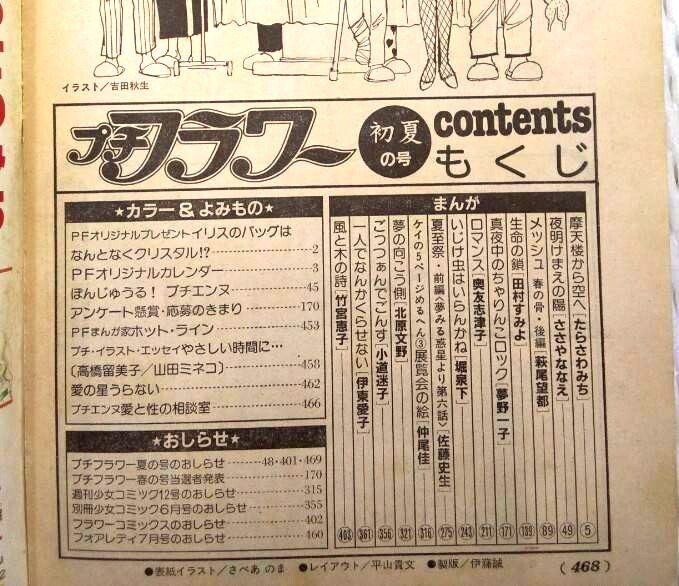 イラスト／吉田秋生
プチフラワー
初夏の号
contents
もくじ
★カラー&よみもの★
PFオリジナルプレゼントイリスのバッグは
なんとなくクリスタル!? 2
PFオリジナルカレンダー 3
ほんじゅうる！ プチエンヌ 45
アンケート懸賞・応募のきまり 170
PFまんが家ホット・ライン 453
プチ・イラスト・エッセイやさしい時間に…
〔高橋留美子／山田ミネコ〕 458
愛の星うらない 462
プチエンヌ愛と性の相談室 466
★おしらせ★
プチフラワー夏の号のおしらせ 48・401・469
プチフラワー春の号当選者発表 170
週刊少女コミック12号のおしらせ 315
別冊少女コミック6月号のおしらせ 355
フラワーコミックスのおしらせ 402
フォアレディ7月号のおしらせ 460
まんが
摩天楼から空へ［たらさわみち］ 5
夜明けまえの陽［ささやななえ］ 49
メッシュ 春の骨・後編［萩尾望都］ 89
生命の鎖［田村すみよ］ 139
真夜中のちゃりんこロック［夢野一子］ 171
ロマンス［奥友志津子］ 211
いじけ虫はいらんかね［堀泉下］ 243
夏至祭・前編〈夢みる惑星より第六話〉［佐藤史生］ 275
ケイの5ページめるへん③展覧会の絵［仲尾佳］ 316
夢の向こう側［北原文野］ 321
ごっつぁんでごんす［小道迷子］ 356
一人でなんかくらせない［伊東愛子］ 361
風と木の詩［竹宮恵子］ 403
●表紙イラスト／さべあのま ●レイアウト／平山貴文 ●製版／伊藤誠
(468)